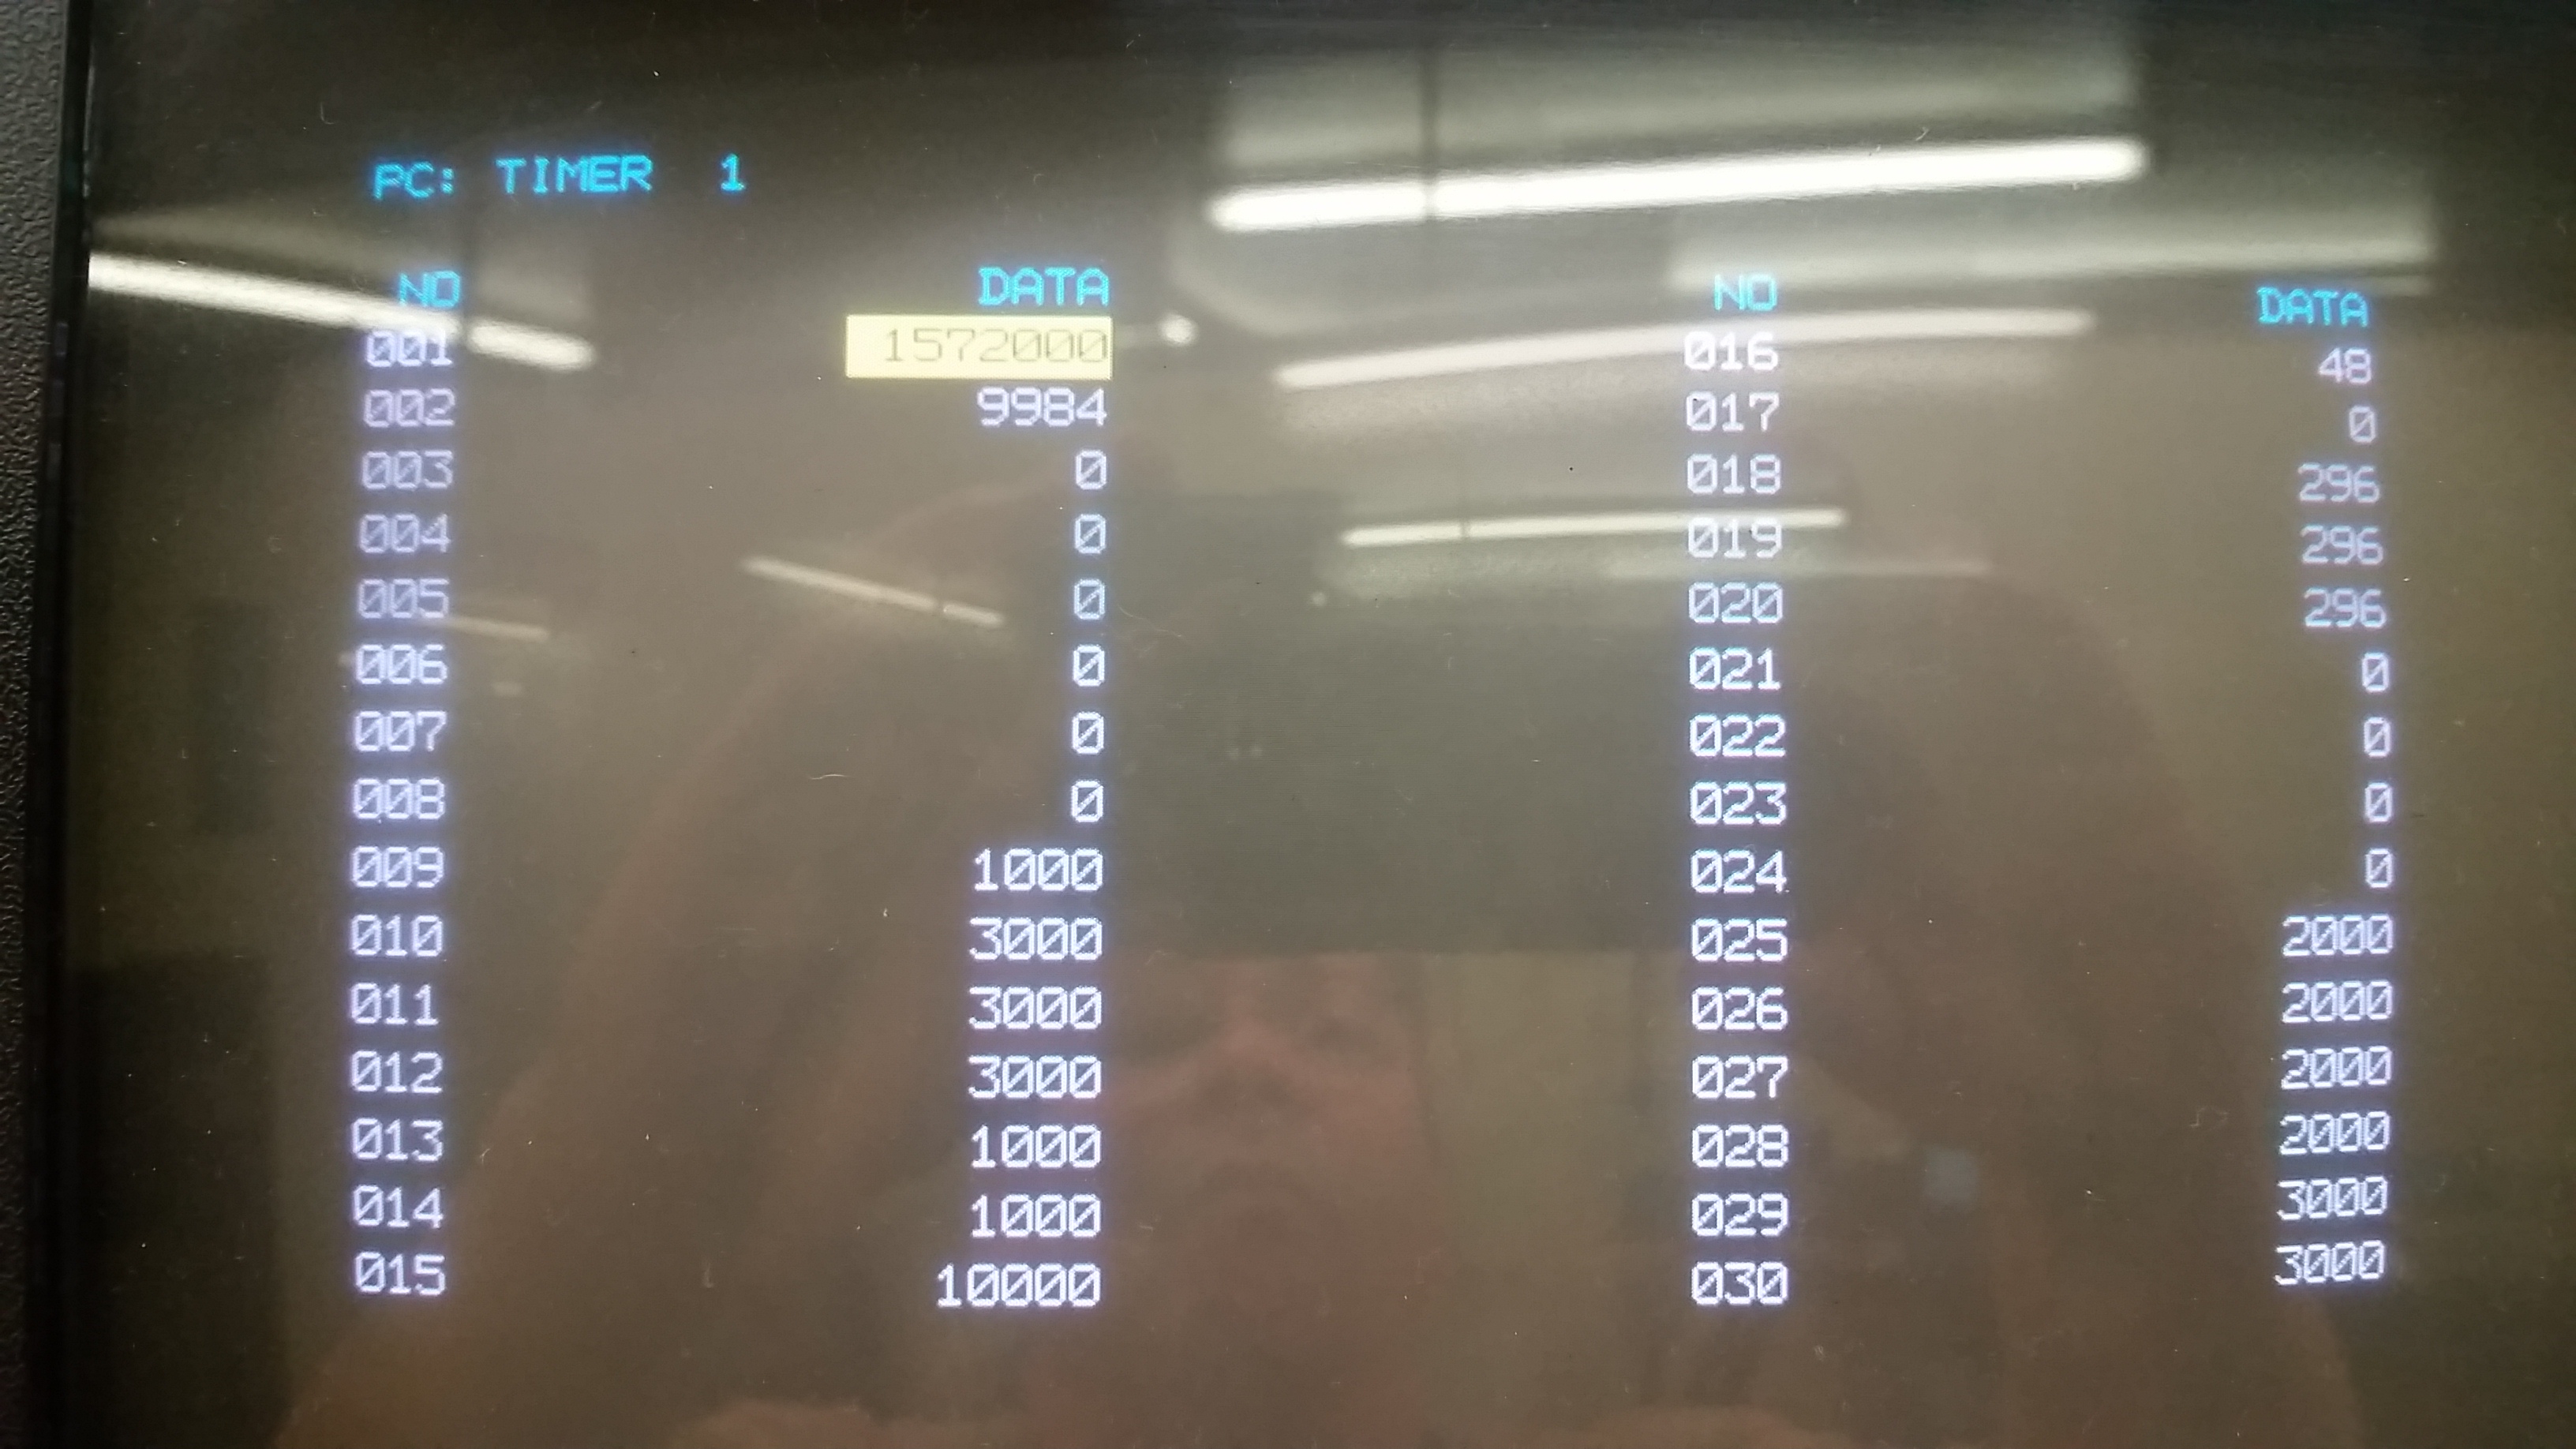 PC: TIMER 1
NO DATA NO DATA
001 1572000 016 48
002 9984 017 0
003 0 018 296
004 0 019 296
005 0 020 296
006 0 021 0
007 0 022 0
008 0 023 0
009 1000 024 0
010 3000 025 2000
011 3000 026 2000
012 3000 027 2000
013 1000 028 2000
014 1000 029 3000
015 10000 030 3000